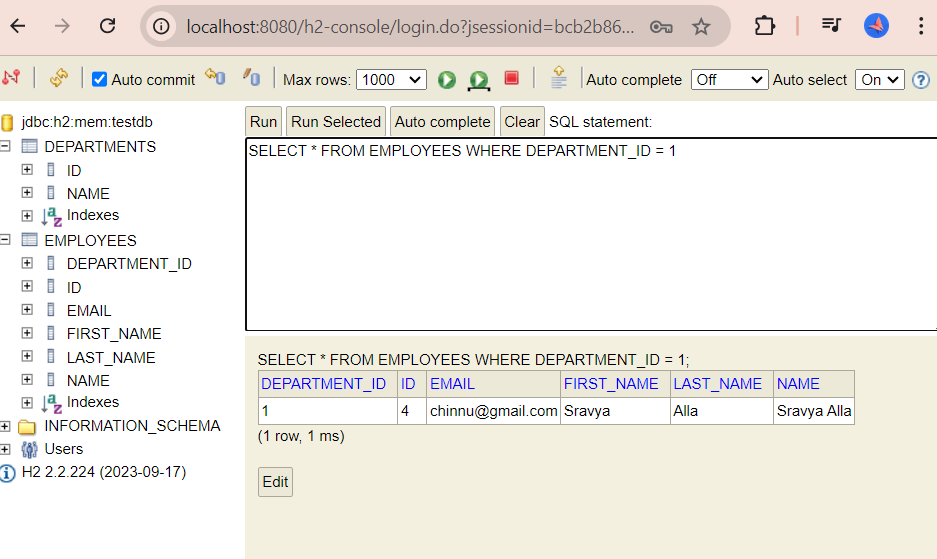 localhost:8080/h2-console/login.do?jsessionid=bcb2b86...
Auto commit Max rows: 1000 Auto complete Off Auto select On ?
jdbc:h2:mem:testdb
DEPARTMENTS
ID
NAME
Indexes
EMPLOYEES
DEPARTMENT_ID
ID
EMAIL
FIRST_NAME
LAST_NAME
NAME
Indexes
INFORMATION_SCHEMA
Users
H2 2.2.224 (2023-09-17)
Run Run Selected Auto complete Clear SQL statement:
SELECT * FROM EMPLOYEES WHERE DEPARTMENT_ID = 1
SELECT * FROM EMPLOYEES WHERE DEPARTMENT_ID = 1;
DEPARTMENT_ID ID EMAIL FIRST_NAME LAST_NAME NAME
1 4 chinnu@gmail.com Sravya Alla Sravya Alla
(1 row, 1 ms)
Edit